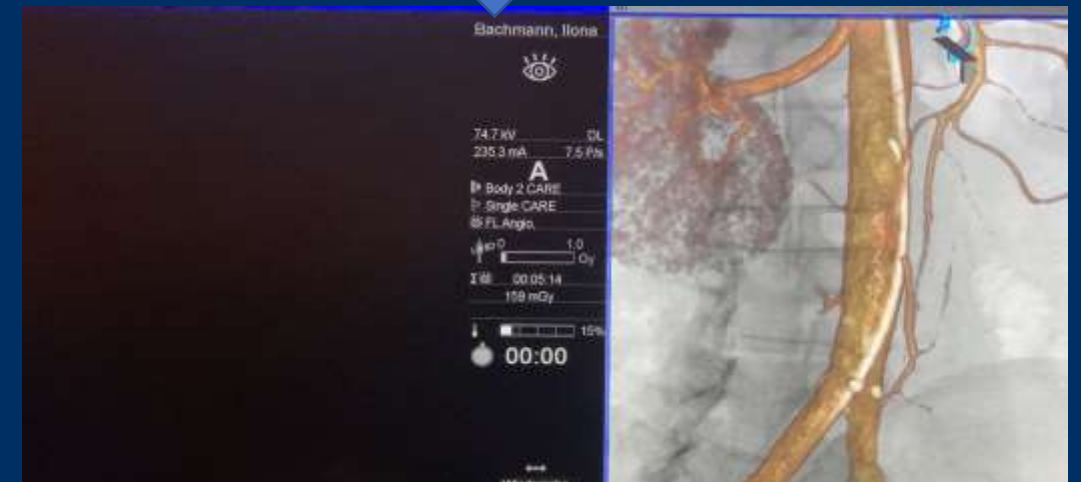 Bachmann, Ilona
74.7 kV DL
235.3 mA 7.5 P/s
A
Body 2 CARE
Single CARE
FL Angio.
0 1.0
Gy
00:05:14
159 mGy
15%
00:00